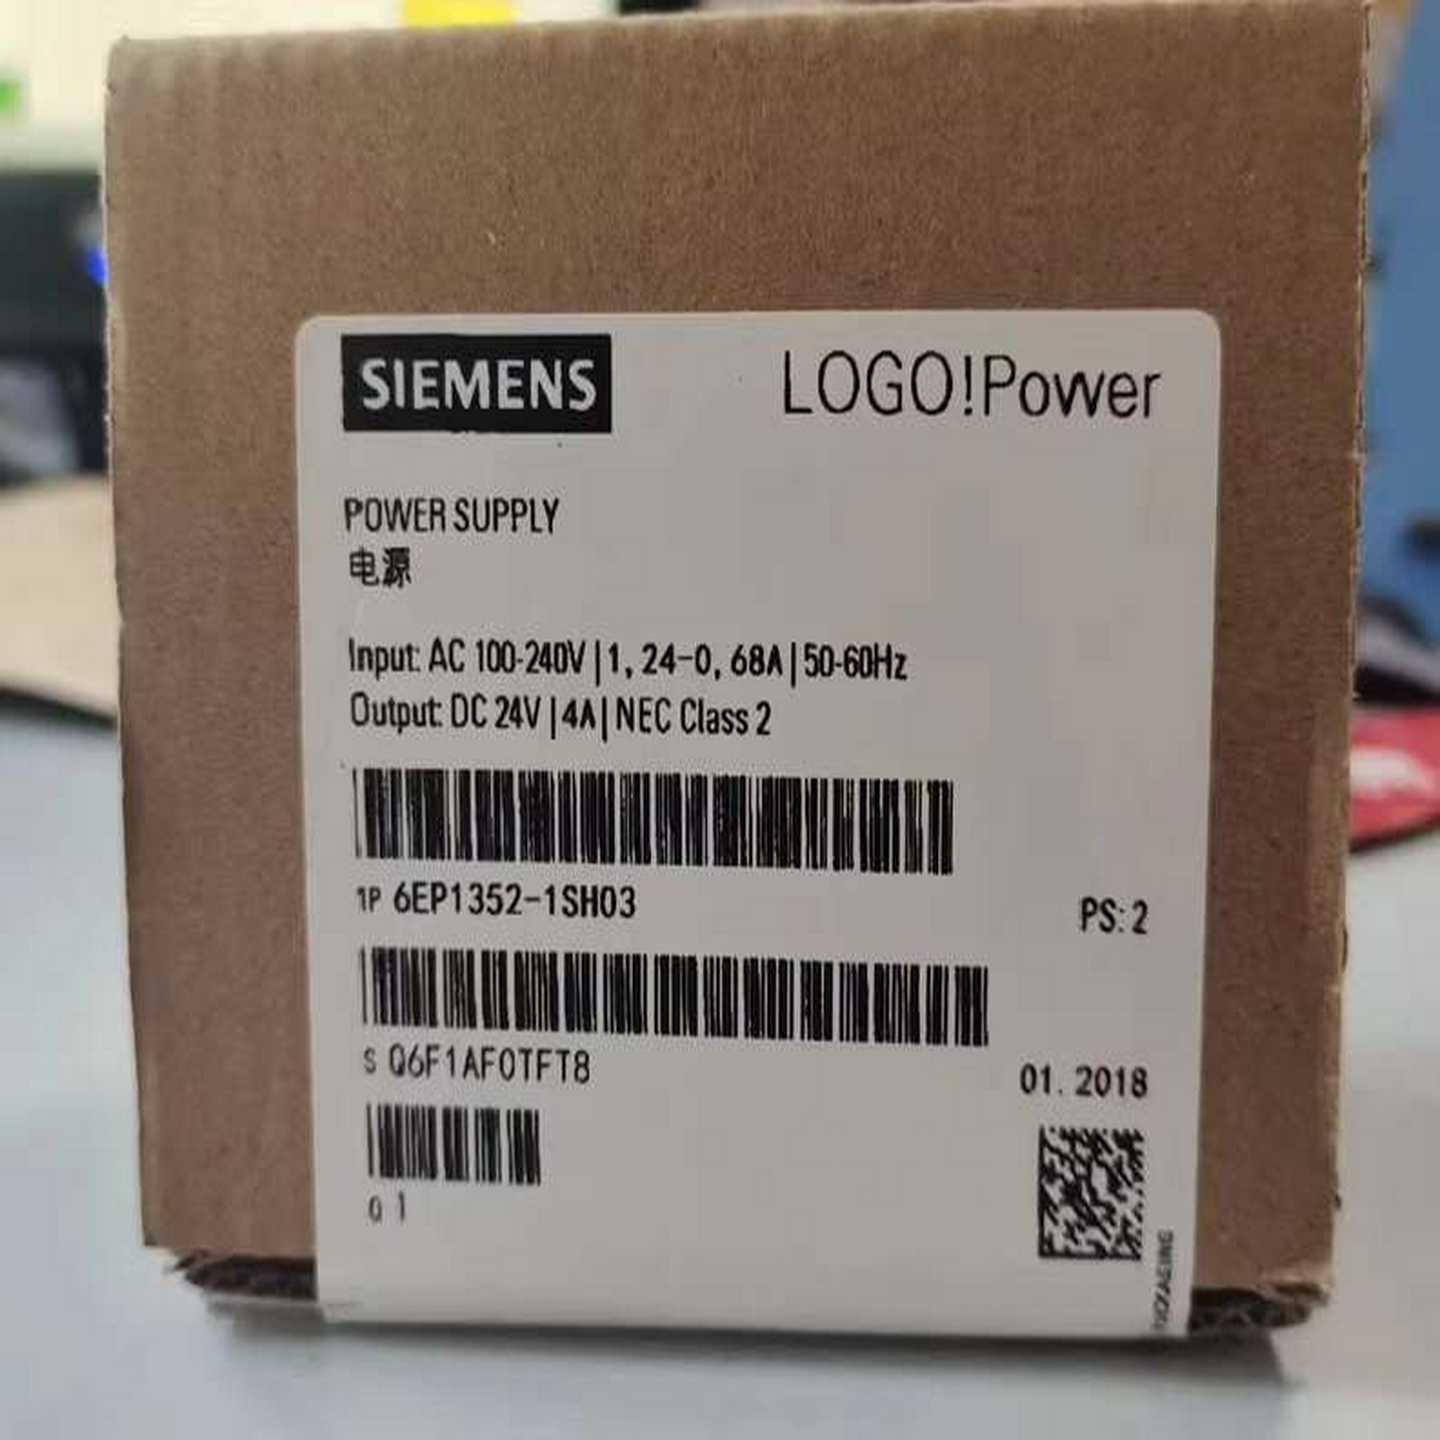 SIEMENS LOGO!Power
POWER SUPPLY
电源
Input: AC 100-240V | 1, 24-0, 68A | 50-60Hz
Output: DC 24V | 4A | NEC Class 2
1P 6EP1352-1SH03 PS: 2
S Q6F1AF0TFT8 01. 2018
Q 1